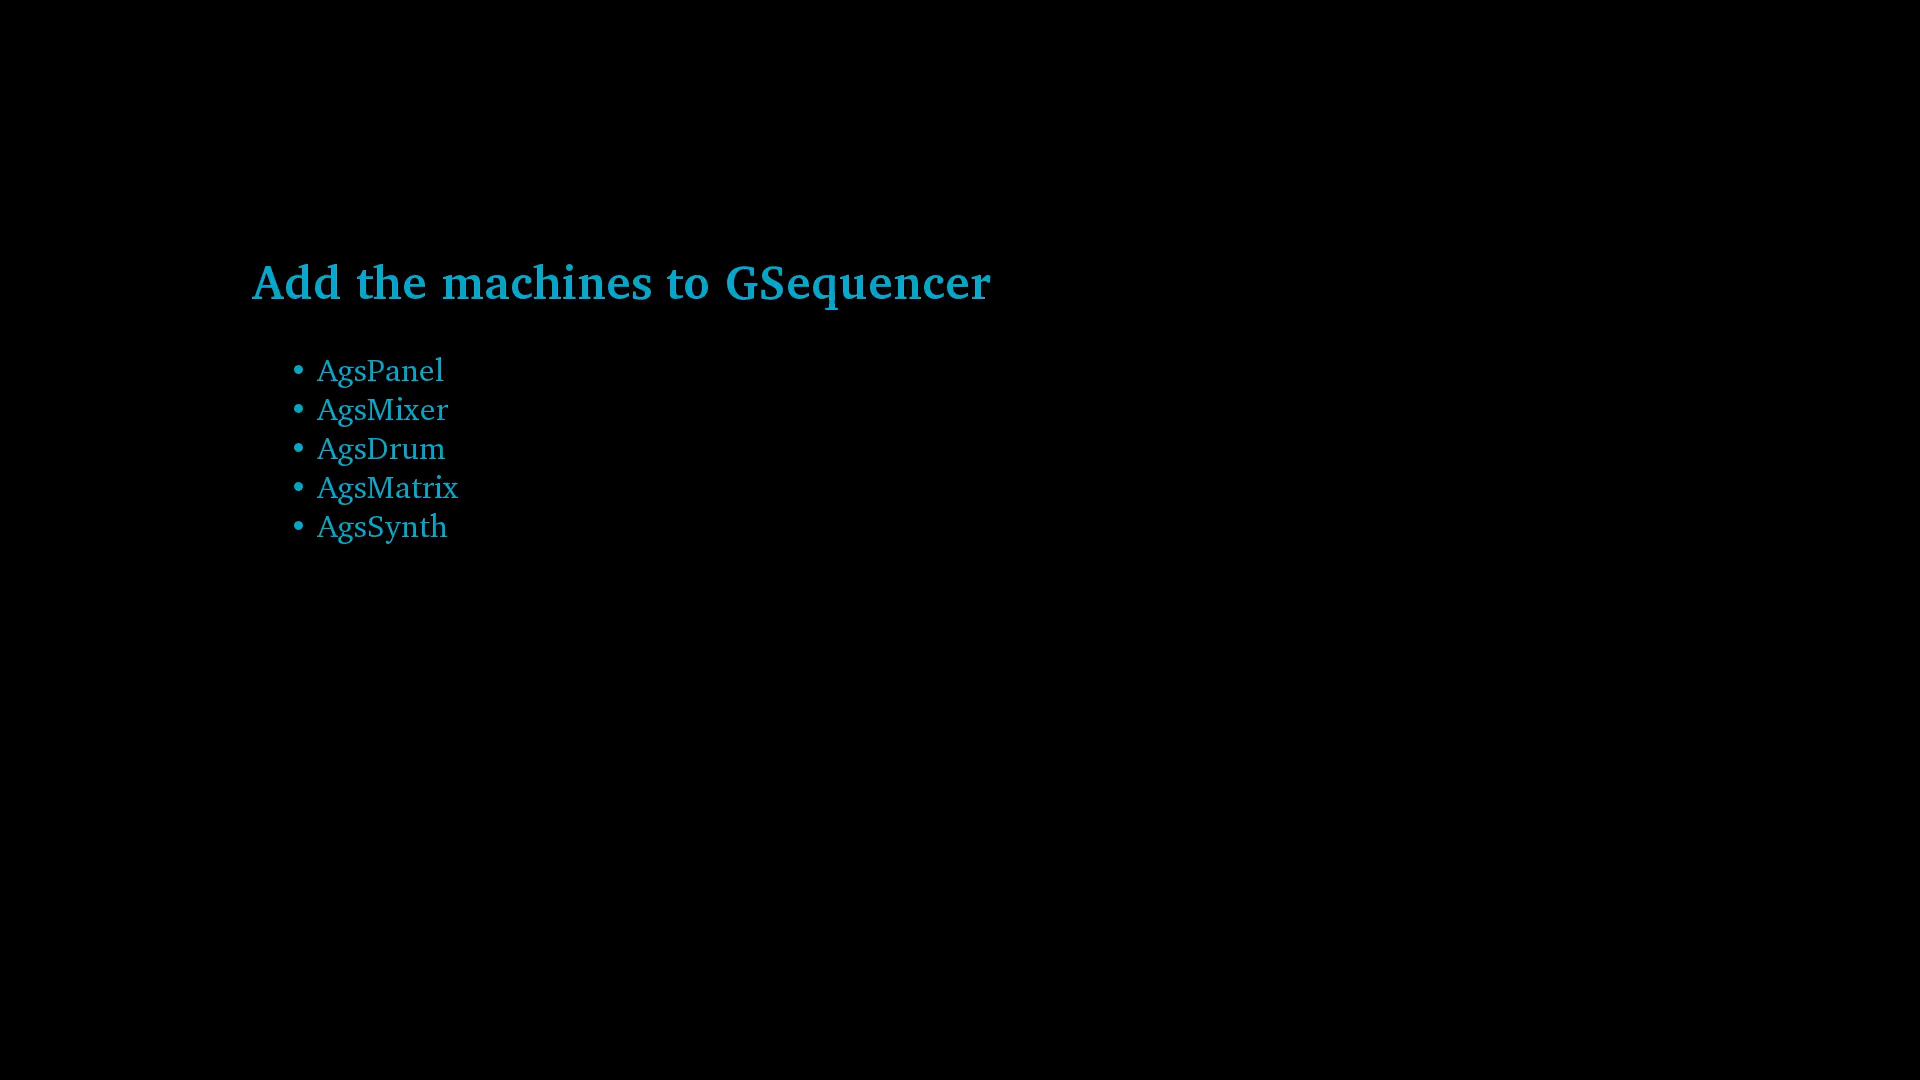 Add the machines to GSequencer
• AgsPanel
• AgsMixer
• AgsDrum
• AgsMatrix
• AgsSynth